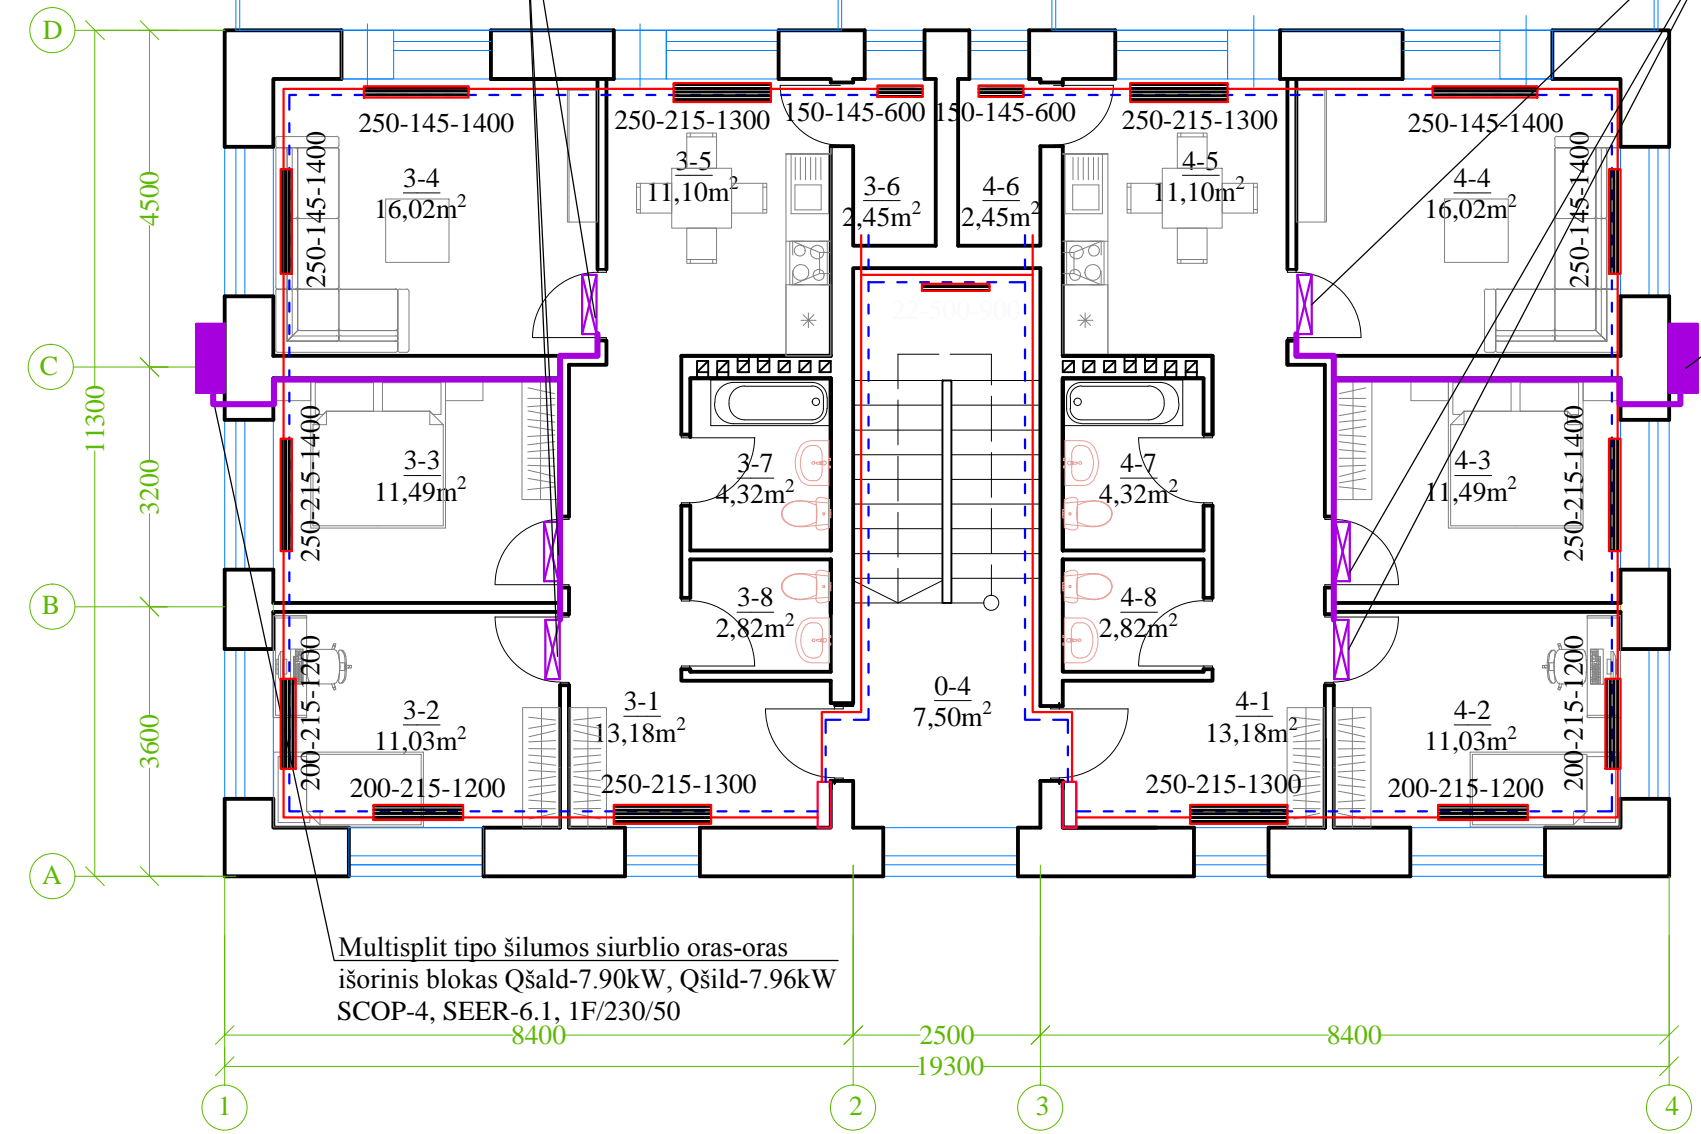 D
250-145-1400
250-215-1300
150-145-600
150-145-600
250-215-1300
250-145-1400
250-145-1400
3-4
16,02m²
3-5
11,10m²
3-6
2,45m²
4-6
2,45m²
4-5
11,10m²
4-4
16,02m²
250-145-1400
4500
22-500-900
C
11300
3200
250-215-1400
3-3
11,49m²
3-7
4,32m²
4-7
4,32m²
4-3
11,49m²
250-215-1400
B
3-8
2,82m²
4-8
2,82m²
3600
200-215-1200
3-2
11,03m²
3-1
13,18m²
0-4
7,50m²
4-1
13,18m²
4-2
11,03m²
200-215-1200
200-215-1200
250-215-1300
250-215-1300
200-215-1200
A
Multisplit tipo šilumos siurblio oras-oras
išorinis blokas Qšald-7.90kW, Qšild-7.96kW
SCOP-4, SEER-6.1, 1F/230/50
8400
2500
8400
19300
1
2
3
4